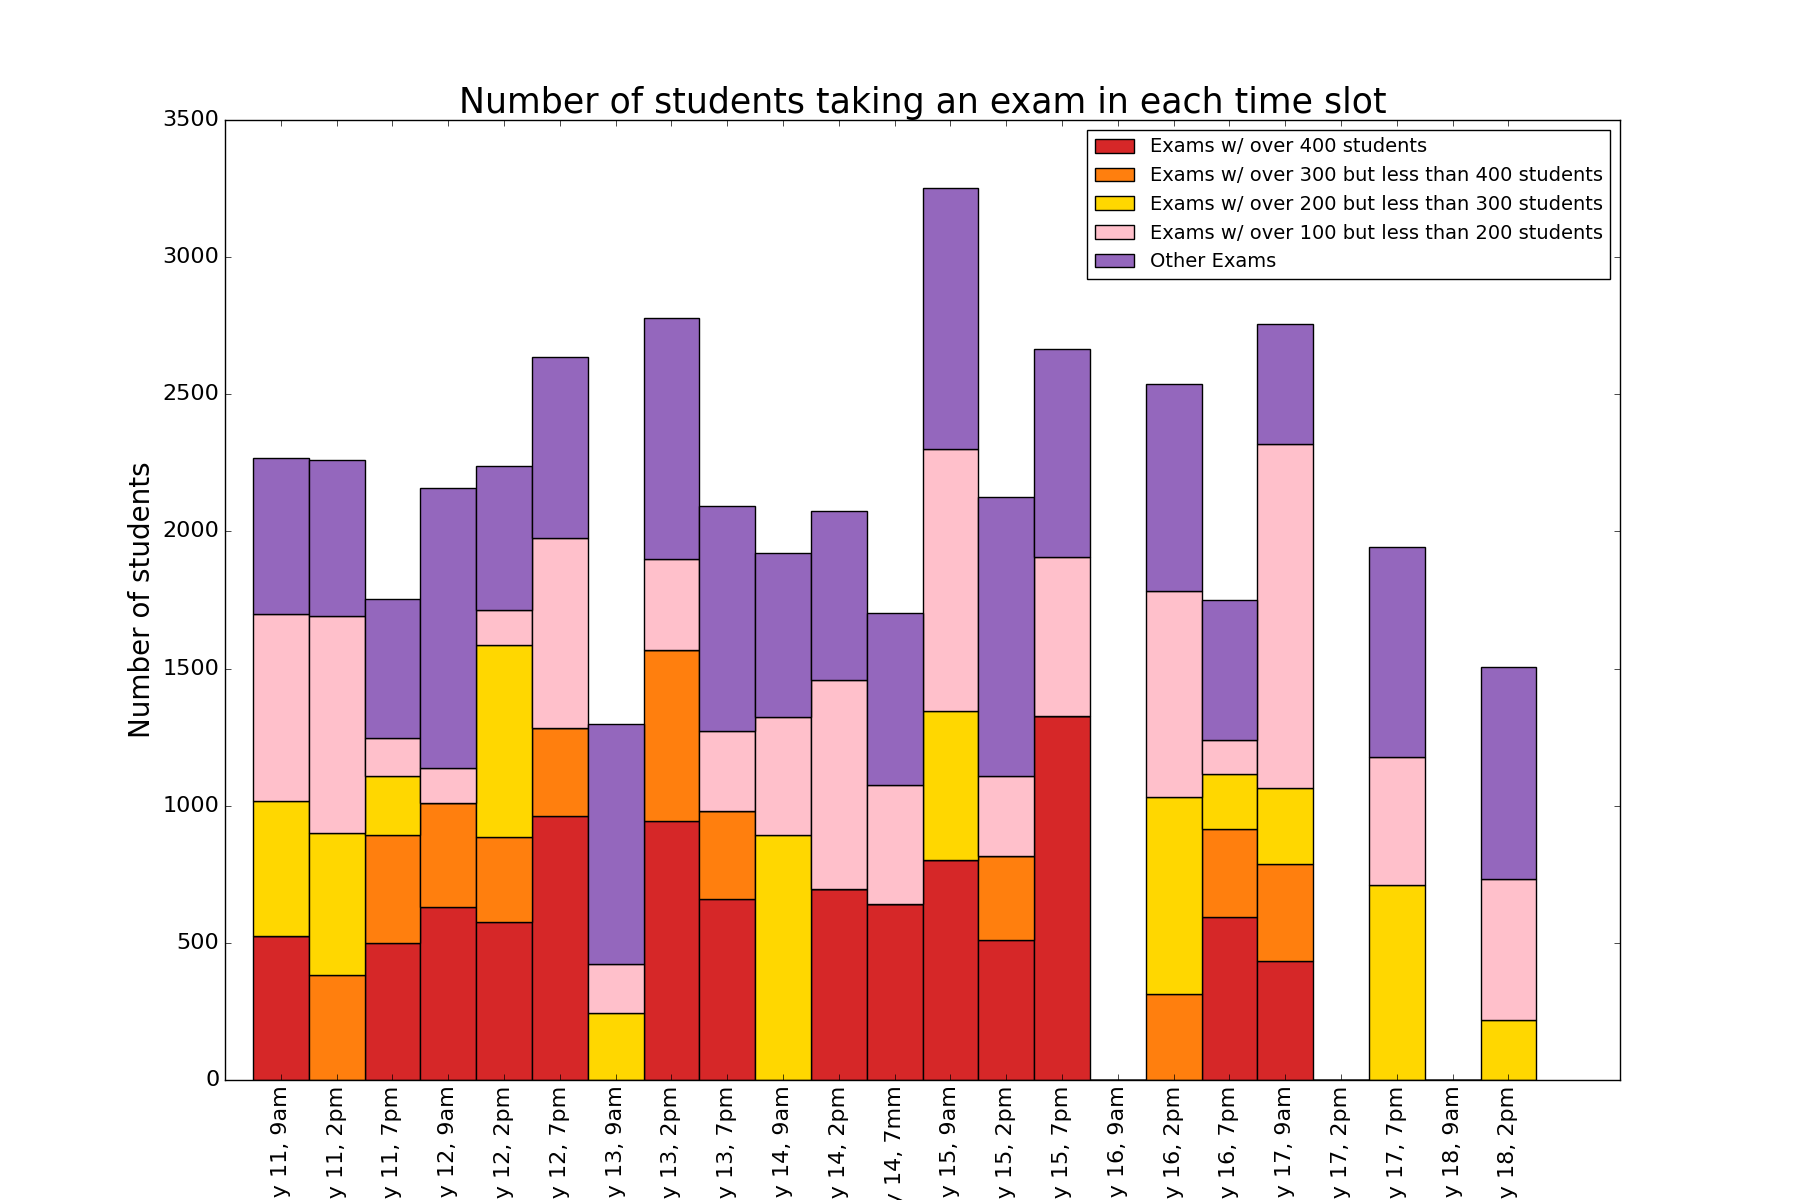 Number of students taking an exam in each time slot
3500
3000
2500
2000
1500
1000
500
0
Number of students
Exams w/ over 400 students
Exams w/ over 300 but less than 400 students
Exams w/ over 200 but less than 300 students
Exams w/ over 100 but less than 200 students
Other Exams
y 11, 9am
y 11, 2pm
y 11, 7pm
y 12, 9am
y 12, 2pm
y 12, 7pm
y 13, 9am
y 13, 2pm
y 13, 7pm
y 14, 9am
y 14, 2pm
y 14, 7mm
y 15, 9am
y 15, 2pm
y 15, 7pm
y 16, 9am
y 16, 2pm
y 16, 7pm
y 17, 9am
y 17, 2pm
y 17, 7pm
y 18, 9am
y 18, 2pm